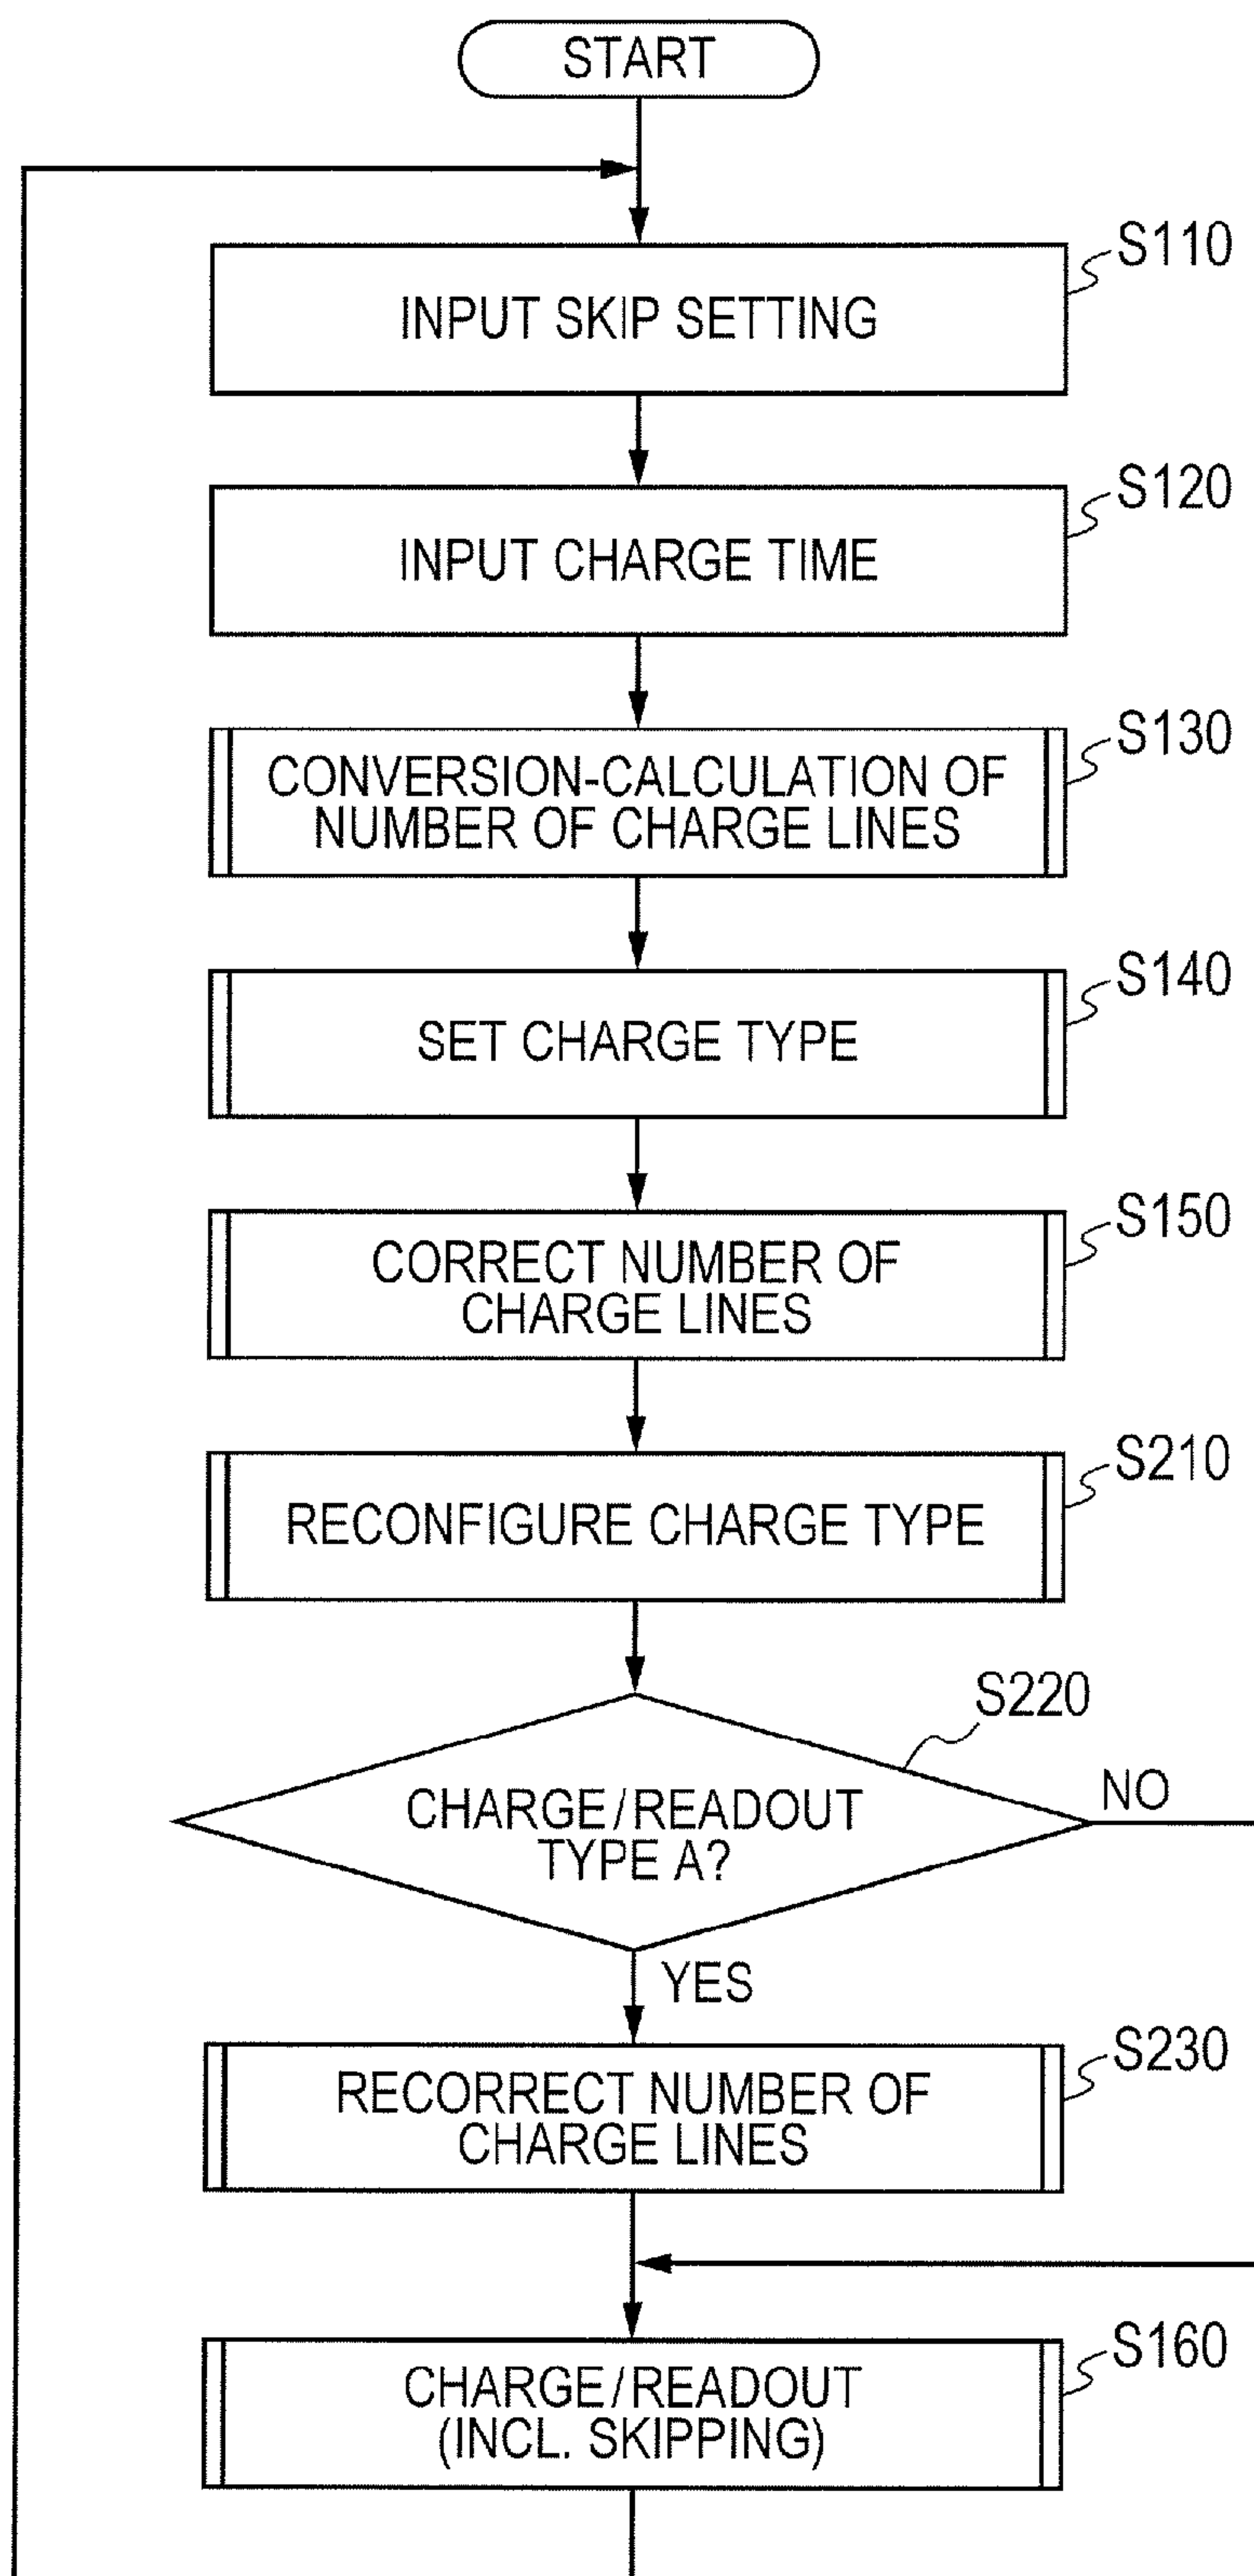 START
S110
INPUT SKIP SETTING
S120
INPUT CHARGE TIME
S130
CONVERSION-CALCULATION OF
NUMBER OF CHARGE LINES
S140
SET CHARGE TYPE
S150
CORRECT NUMBER OF
CHARGE LINES
S210
RECONFIGURE CHARGE TYPE
S220
CHARGE/READOUT
TYPE A?
NO
YES
S230
RECORRECT NUMBER OF
CHARGE LINES
S160
CHARGE/READOUT
(INCL. SKIPPING)